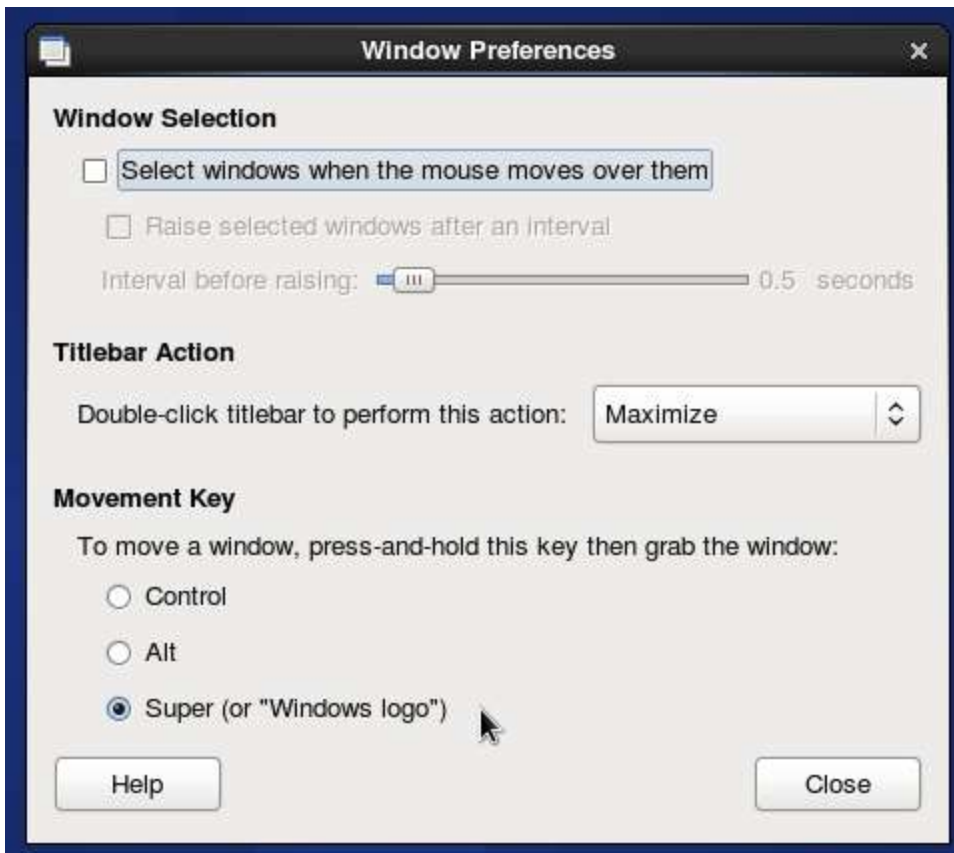 Window Preferences
Window Selection
Select windows when the mouse moves over them
Raise selected windows after an interval
Interval before raising: 0.5 seconds
Titlebar Action
Double-click titlebar to perform this action: Maximize
Movement Key
To move a window, press-and-hold this key then grab the window:
Control
Alt
Super (or "Windows logo")
Help Close